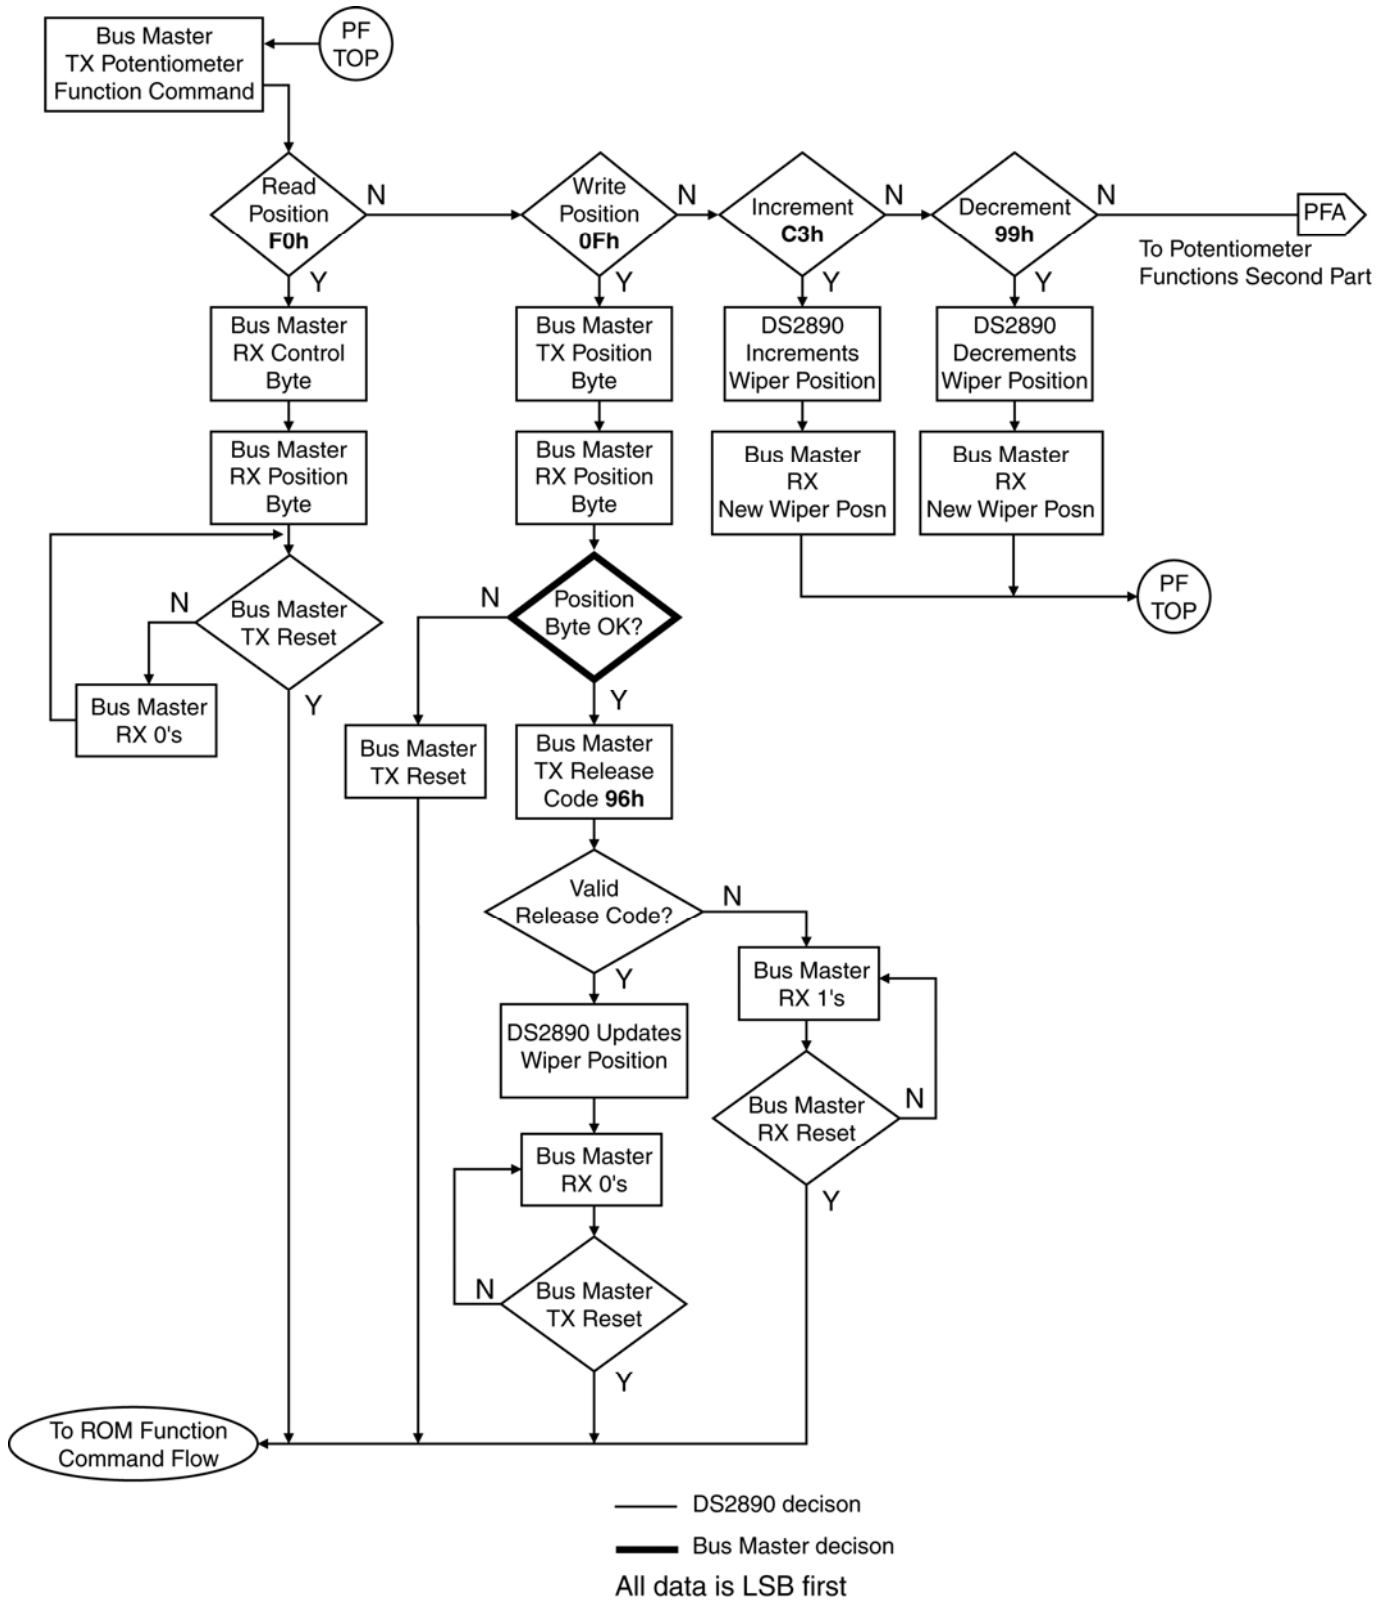 Bus Master
TX Potentiometer
Function Command
PF
TOP
Read
Position
F0h
N
Y
Write
Position
0Fh
N
Y
Increment
C3h
N
Y
Decrement
99h
N
Y
PFA
To Potentiometer
Functions Second Part
Bus Master
RX Control
Byte
Bus Master
TX Position
Byte
DS2890
Increments
Wiper Position
DS2890
Decrements
Wiper Position
Bus Master
RX Position
Byte
Bus Master
RX Position
Byte
Bus Master
RX
New Wiper Posn
Bus Master
RX
New Wiper Posn
PF
TOP
Bus Master
TX Reset
N
Y
Bus Master
RX 0's
Position
Byte OK?
N
Y
Bus Master
TX Reset
Bus Master
TX Release
Code 96h
Valid
Release Code?
N
Y
Bus Master
RX 1's
DS2890 Updates
Wiper Position
Bus Master
RX Reset
N
Y
Bus Master
RX 0's
Bus Master
TX Reset
N
Y
To ROM Function
Command Flow
DS2890 decison
Bus Master decison
All data is LSB first